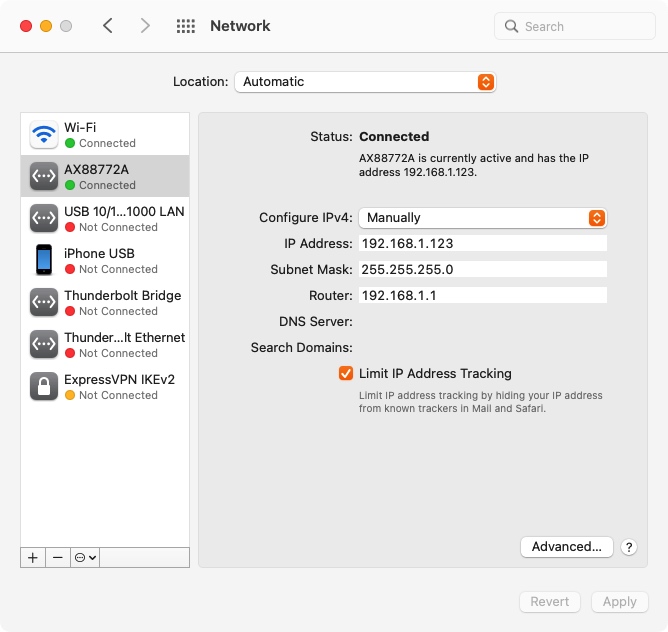 Network
Search
Location: Automatic
Wi-Fi
Connected
AX88772A
Connected
USB 10/1...1000 LAN
Not Connected
iPhone USB
Not Connected
Thunderbolt Bridge
Not Connected
Thunder...lt Ethernet
Not Connected
ExpressVPN IKEv2
Not Connected
Status: Connected
AX88772A is currently active and has the IP
address 192.168.1.123.
Configure IPv4: Manually
IP Address: 192.168.1.123
Subnet Mask: 255.255.255.0
Router: 192.168.1.1
DNS Server:
Search Domains:
Limit IP Address Tracking
Limit IP address tracking by hiding your IP address
from known trackers in Mail and Safari.
Advanced... ?
Revert Apply